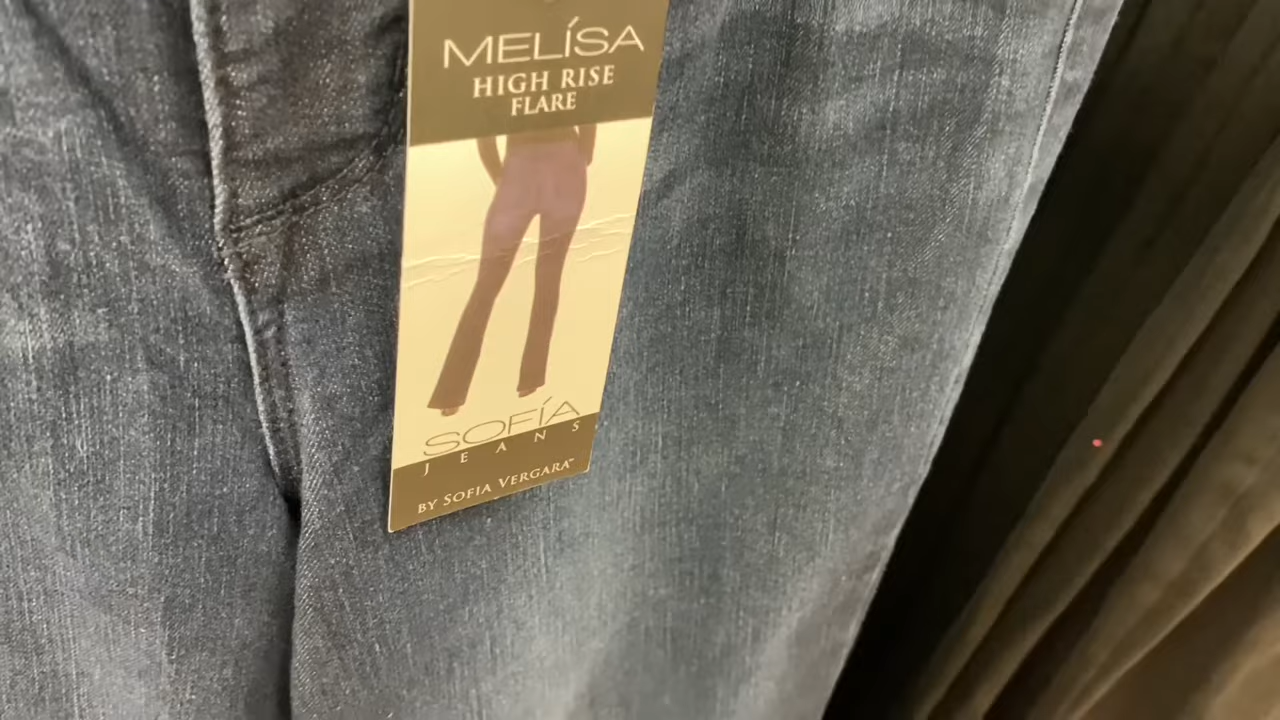 MELÍSA
HIGH RISE
FLARE
SOFÍA
JEANS
BY SOFIA VERGARA™